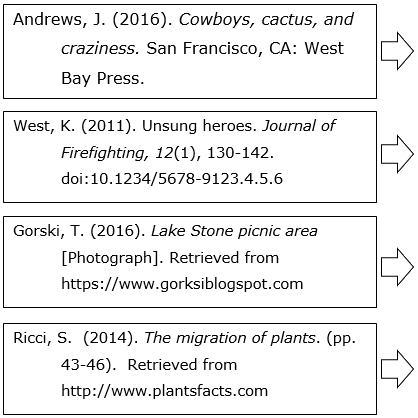 Andrews, J. (2016). Cowboys, cactus, and
craziness. San Francisco, CA: West
Bay Press.
West, K. (2011). Unsung heroes. Journal of
Firefighting, 12(1), 130-142.
doi:10.1234/5678-9123.4.5.6
Gorski, T. (2016). Lake Stone picnic area
[Photograph]. Retrieved from
https://www.gorksiblogspot.com
Ricci, S.  (2014). The migration of plants. (pp.
43-46).  Retrieved from
http://www.plantsfacts.com